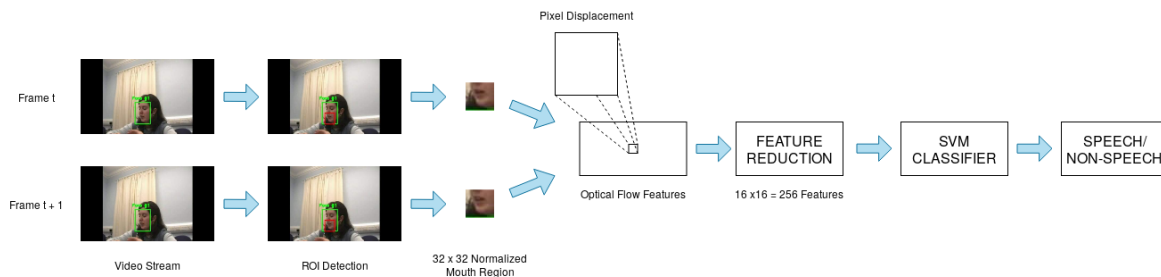 Pixel Displacement
Frame t
FEATURE
REDUCTION
SVM
CLASSIFIER
SPEECH/
NON-SPEECH
Optical Flow Features
16 x16 = 256 Features
Frame t + 1
Video Stream
ROI Detection
32 x 32 Normalized
Mouth Region